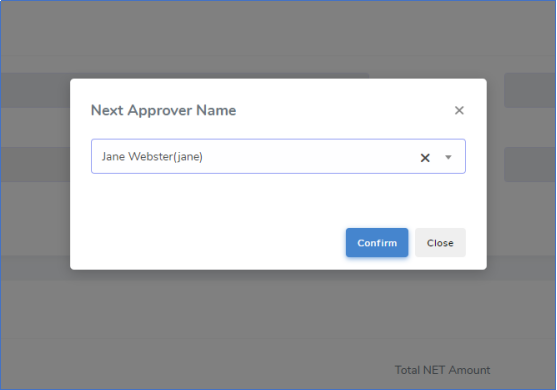 Next Approver Name
Jane Webster(jane)
Confirm
Close
Total NET Amount